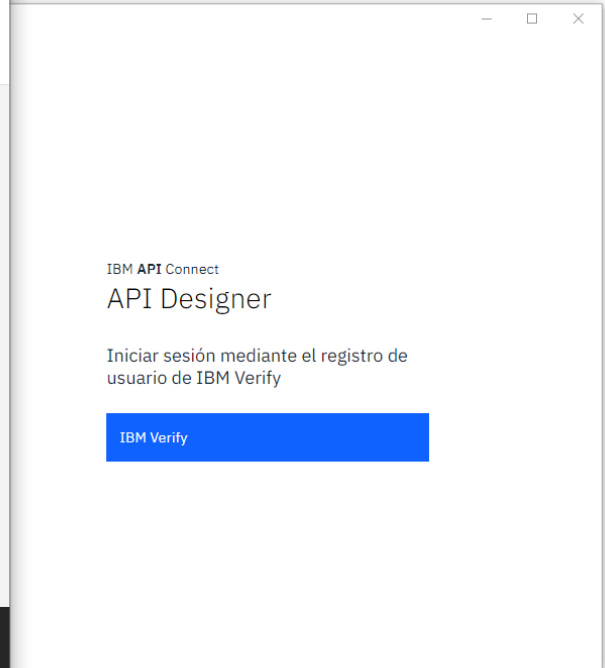 IBM API Connect
API Designer
Iniciar sesión mediante el registro de
usuario de IBM Verify
IBM Verify